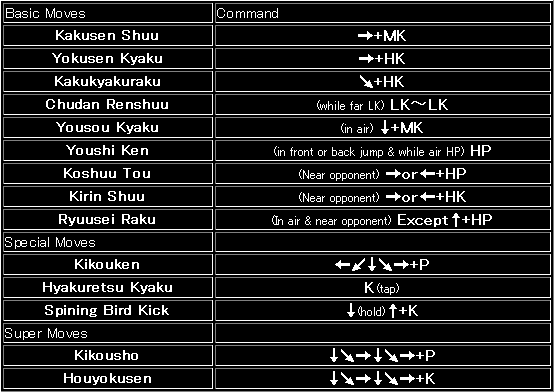 Basic Moves Command
Kakusen Shuu →+MK
Yokusen Kyaku →+HK
Kakukyakuraku ↘+HK
Chudan Renshuu (while far LK) LK～LK
Yousou Kyaku (in air) ↓+MK
Youshi Ken (in front or back jump & while air HP) HP
Koshuu Tou (Near opponent) →or←+HP
Kirin Shuu (Near opponent) →or←+HK
Ryuusei Raku (In air & near opponent) Except↑+HP
Special Moves
Kikouken ←↙↓↘→+P
Hyakuretsu Kyaku K (tap)
Spining Bird Kick ↓(hold)↑+K
Super Moves
Kikousho ↓↘→↓↘→+P
Houyokusen ↓↘→↓↘→+K